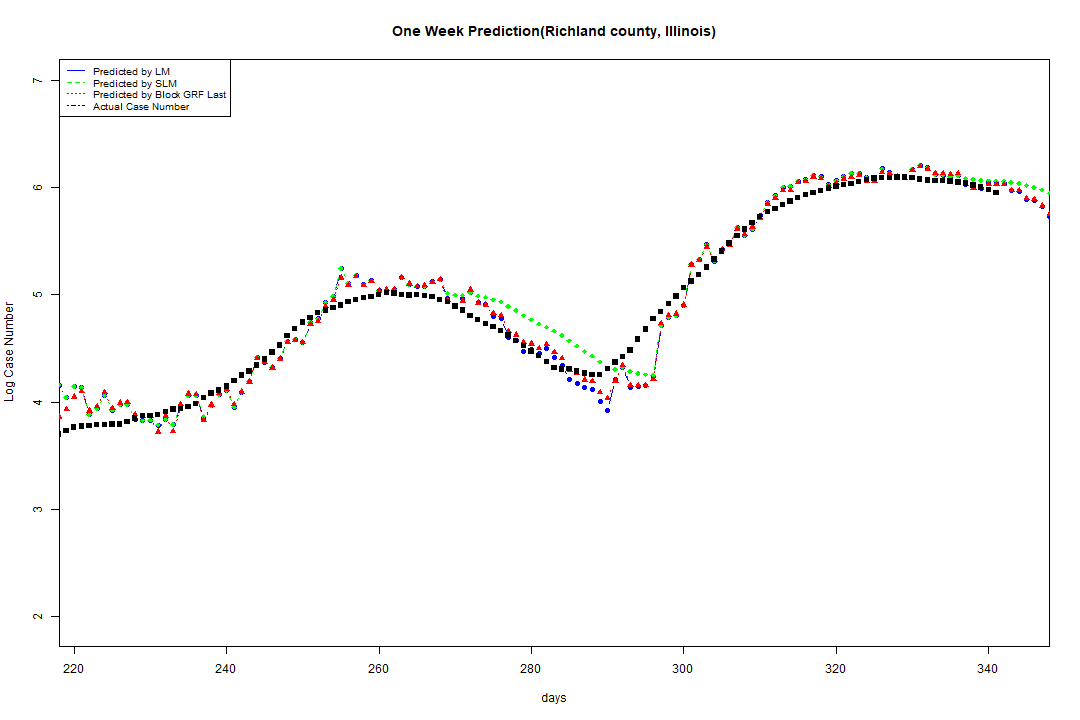 One Week Prediction(Richland county, Illinois)
Predicted by LM
Predicted by SLM
Predicted by Block GRF Last
Actual Case Number
Log Case Number
7
6
5
4
3
2
220 240 260 280 300 320 340
days